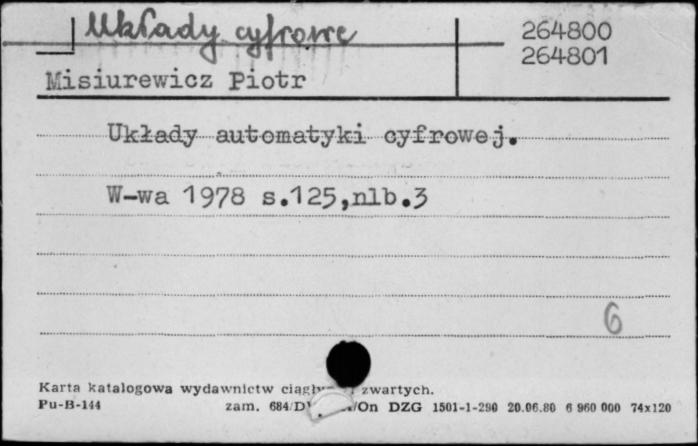 Układy cyfrowe
264800
264801
Misiurewicz Piotr
Układy automatyki cyfrowej.
W-wa 1978 s.125,nlb.3
6
Karta katalogowa wydawnictw zwartych.
Pu-B-144 zam. 684/D /On DZG 1501-1-290 20.06.80 6 960 000 74x120